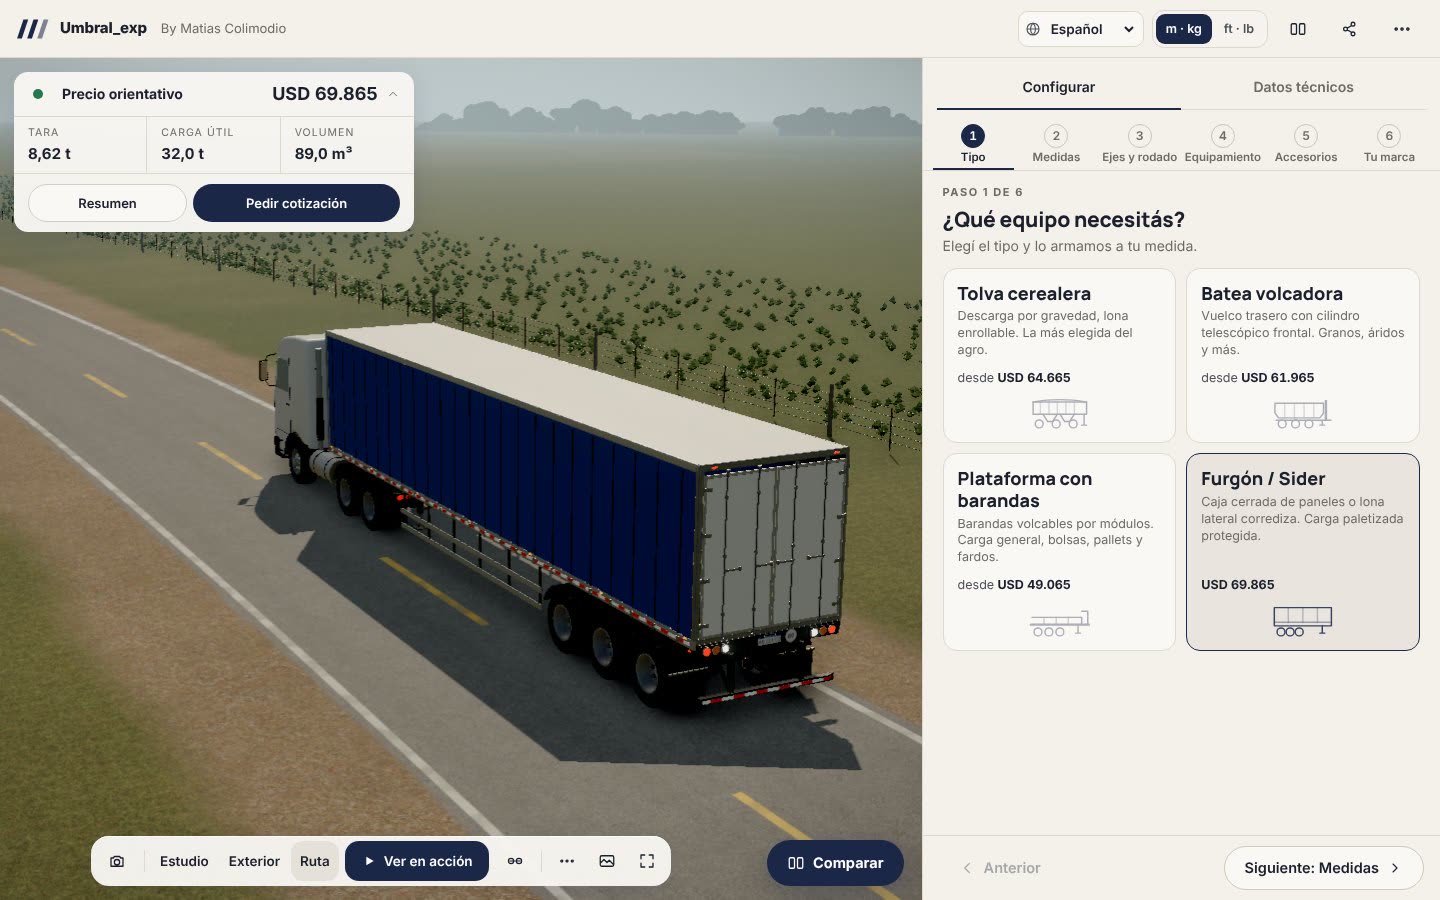 Umbral_exp
By Matias Colimodio
Español
m · kg
ft · lb
Precio orientativo
USD 69.865
TARA
8,62 t
CARGA ÚTIL
32,0 t
VOLUMEN
89,0 m³
Resumen
Pedir cotización
Estudio
Exterior
Ruta
Ver en acción
Comparar
Configurar
Datos técnicos
1
Tipo
2
Medidas
3
Ejes y rodado
4
Equipamiento
5
Accesorios
6
Tu marca
PASO 1 DE 6
¿Qué equipo necesitás?
Elegí el tipo y lo armamos a tu medida.
Tolva cerealera
Descarga por gravedad, lona
enrollable. La más elegida del
agro.
desde USD 64.665
Batea volcadora
Vuelco trasero con cilindro
telescópico frontal. Granos, áridos
y más.
desde USD 61.965
Plataforma con
barandas
Barandas volcables por módulos.
Carga general, bolsas, pallets y
fardos.
desde USD 49.065
Furgón / Sider
Caja cerrada de paneles o lona
lateral corrediza. Carga paletizada
protegida.
USD 69.865
Anterior
Siguiente: Medidas